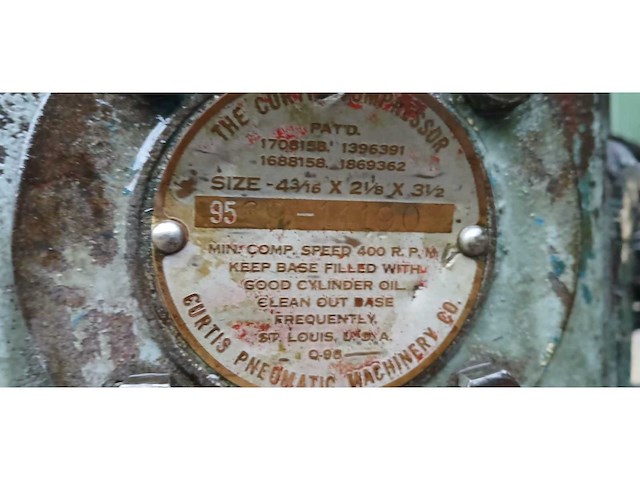 THE CURTIS COMPRESSOR
PAT'D.
1706158. 1396391
1688158. 1869362
SIZE - 4 3/16 X 2 1/8 X 3 1/2
95
MIN. COMP. SPEED 400 R.P.M.
KEEP BASE FILLED WITH
GOOD CYLINDER OIL.
CLEAN OUT BASE
FREQUENTLY.
ST. LOUIS, U.S.A.
Q-98
CURTIS PNEUMATIC MACHINERY CO.